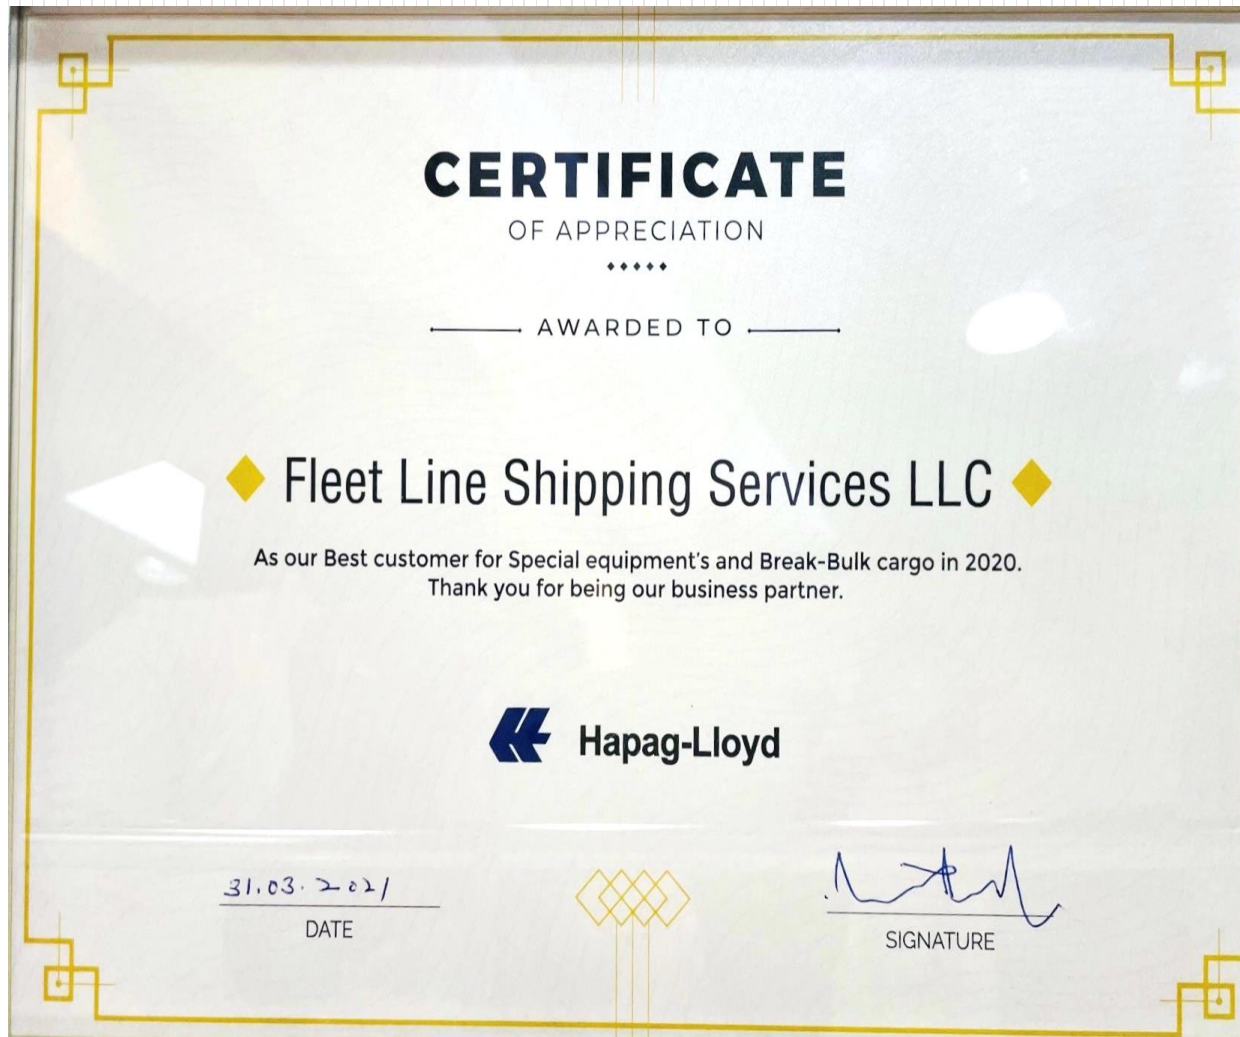 CERTIFICATE
OF APPRECIATION
AWARDED TO
Fleet Line Shipping Services LLC
As our Best customer for Special equipment's and Break-Bulk cargo in 2020.
Thank you for being our business partner.
Hapag-Lloyd
31.03.2021
DATE
SIGNATURE